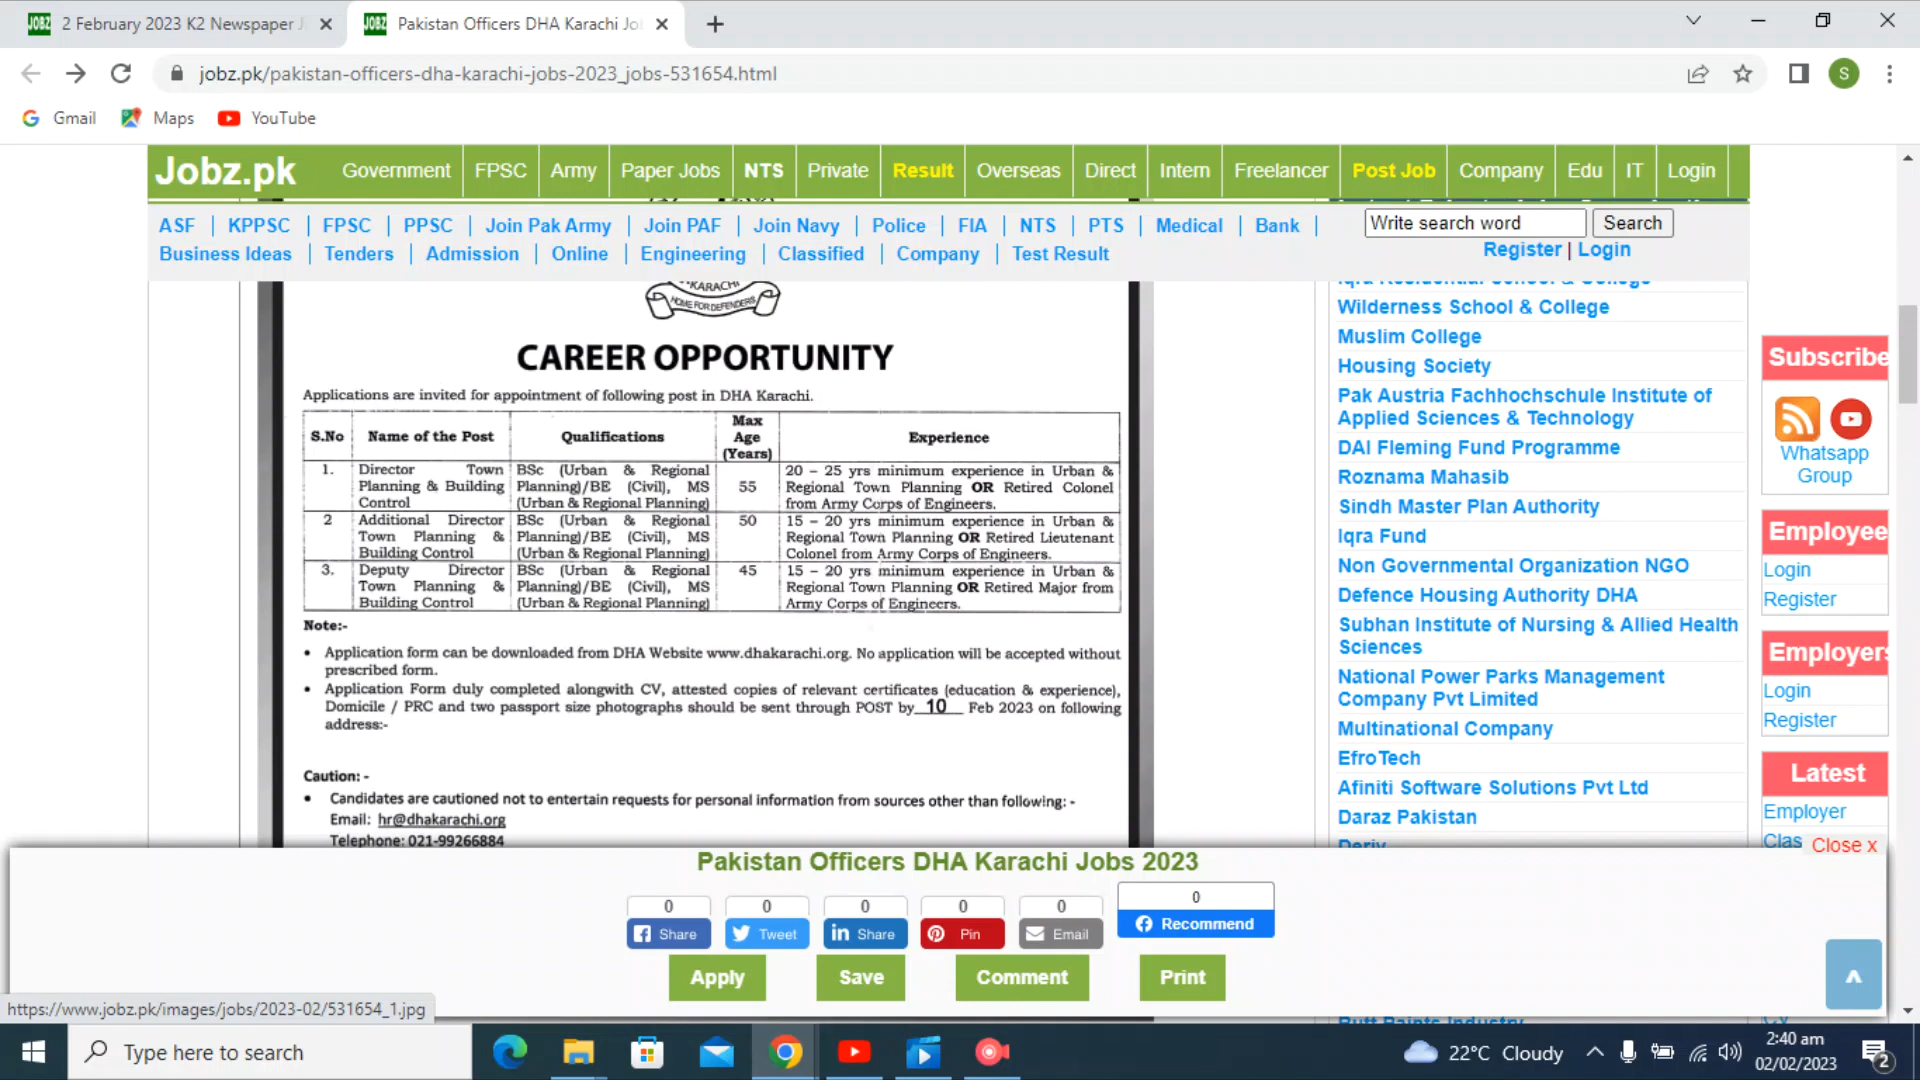 2 February 2023 K2 Newspaper
Pakistan Officers DHA Karachi Jo
jobz.pk/pakistan-officers-dha-karachi-jobs-2023_jobs-531654.html
S
Gmail Maps YouTube
Jobz.pk Government FPSC Army Paper Jobs NTS Private Result Overseas Direct Intern Freelancer Post Job Company Edu IT Login
ASF KPPSC FPSC PPSC Join Pak Army Join PAF Join Navy Police FIA NTS PTS Medical Bank
Write search word Search
Business Ideas Tenders Admission Online Engineering Classified Company Test Result
Register | Login
KARACHI
HOME FOR DEFENDERS
CAREER OPPORTUNITY
Applications are invited for appointment of following post in DHA Karachi.
S.No Name of the Post Qualifications Max Age (Years) Experience
1. Director Town Planning & Building Control BSc (Urban & Regional Planning)/BE (Civil), MS (Urban & Regional Planning) 55 20 – 25 yrs minimum experience in Urban & Regional Town Planning OR Retired Colonel from Army Corps of Engineers.
2 Additional Director Town Planning & Building Control BSc (Urban & Regional Planning)/BE (Civil), MS (Urban & Regional Planning) 50 15 – 20 yrs minimum experience in Urban & Regional Town Planning OR Retired Lieutenant Colonel from Army Corps of Engineers.
3. Deputy Director Town Planning & Building Control BSc (Urban & Regional Planning)/BE (Civil), MS (Urban & Regional Planning) 45 15 – 20 yrs minimum experience in Urban & Regional Town Planning OR Retired Major from Army Corps of Engineers.
Note:-
• Application form can be downloaded from DHA Website www.dhakarachi.org. No application will be accepted without
prescribed form.
• Application Form duly completed alongwith CV, attested copies of relevant certificates (education & experience),
Domicile / PRC and two passport size photographs should be sent through POST by 10 Feb 2023 on following
address:-
Caution: -
• Candidates are cautioned not to entertain requests for personal information from sources other than following: -
Email: hr@dhakarachi.org
Telephone: 021-99266884
Iqra Residential School & College
Wilderness School & College
Muslim College
Housing Society
Pak Austria Fachhochschule Institute of
Applied Sciences & Technology
DAI Fleming Fund Programme
Roznama Mahasib
Sindh Master Plan Authority
Iqra Fund
Non Governmental Organization NGO
Defence Housing Authority DHA
Subhan Institute of Nursing & Allied Health
Sciences
National Power Parks Management
Company Pvt Limited
Multinational Company
EfroTech
Afiniti Software Solutions Pvt Ltd
Daraz Pakistan
Deriv
Subscribe
Whatsapp
Group
Employee
Login
Register
Employers
Login
Register
Latest
Employer
Clas
Close x
Pakistan Officers DHA Karachi Jobs 2023
0 0 0 0 0 0
Share Tweet Share Pin Email Recommend
Apply Save Comment Print
https://www.jobz.pk/images/jobs/2023-02/531654_1.jpg
Type here to search
22°C Cloudy
2:40 am
02/02/2023
2